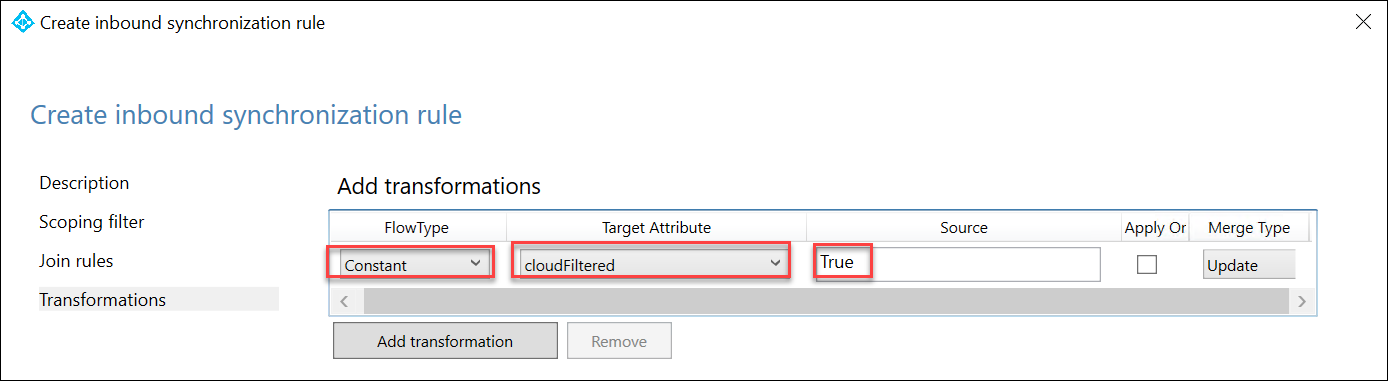 Create inbound synchronization rule
Create inbound synchronization rule
Description
Scoping filter
Join rules
Transformations
Add transformations
FlowType Target Attribute Source Apply Or Merge Type
Constant cloudFiltered True Update
Add transformation Remove